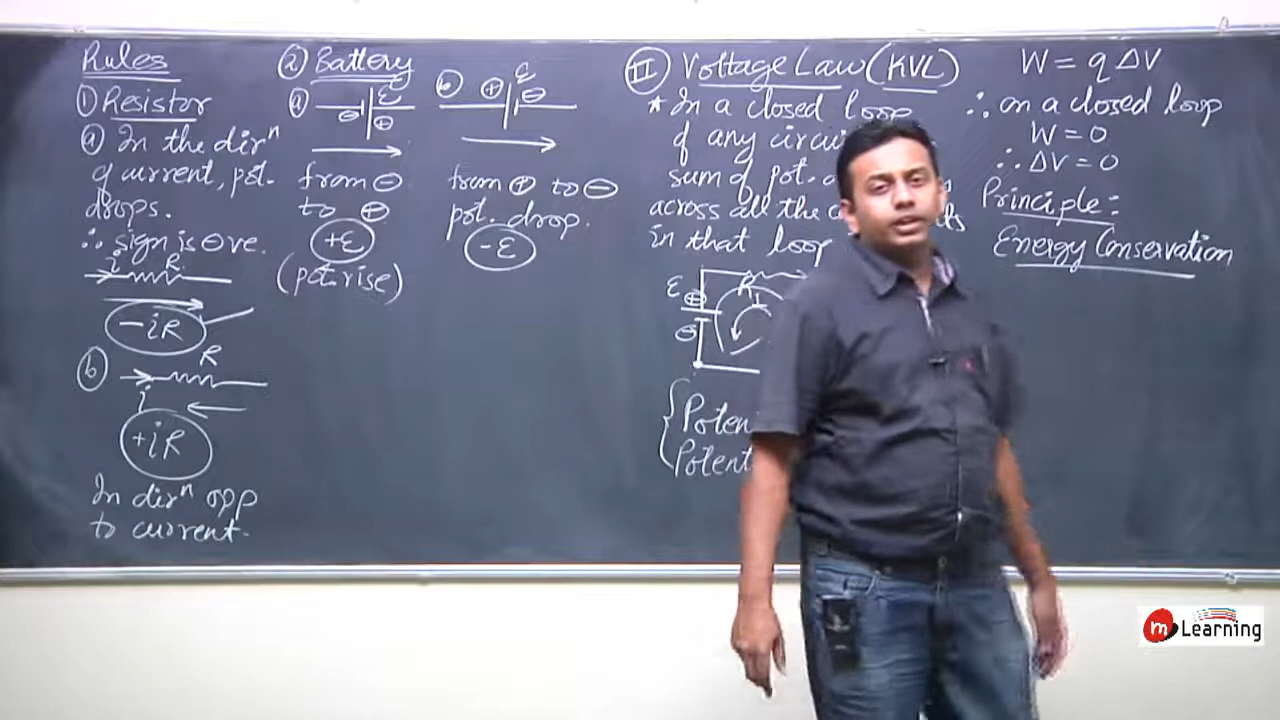 Rules
① Resistor
ⓐ In the dirⁿ
of current, pot.
drops.
∴ sign is ⊖ve.
i R
-iR
ⓑ R
i
+iR
In dirⁿ opp
to current.
② Battery
ⓐ ε
⊖ ⊕
from ⊖
to ⊕
+ε
(pot. rise)
ⓑ ⊕ ε ⊖
from ⊕ to ⊖
pot. drop.
-ε
II Voltage Law (KVL)
* In a closed loop
of any
sum of pot.
across all the
in that loop
ε ⊕ R
⊖ I
W = q ΔV
∴ on a closed loop
W = 0
∴ ΔV = 0
Principle:
Energy Conservation
m Learning